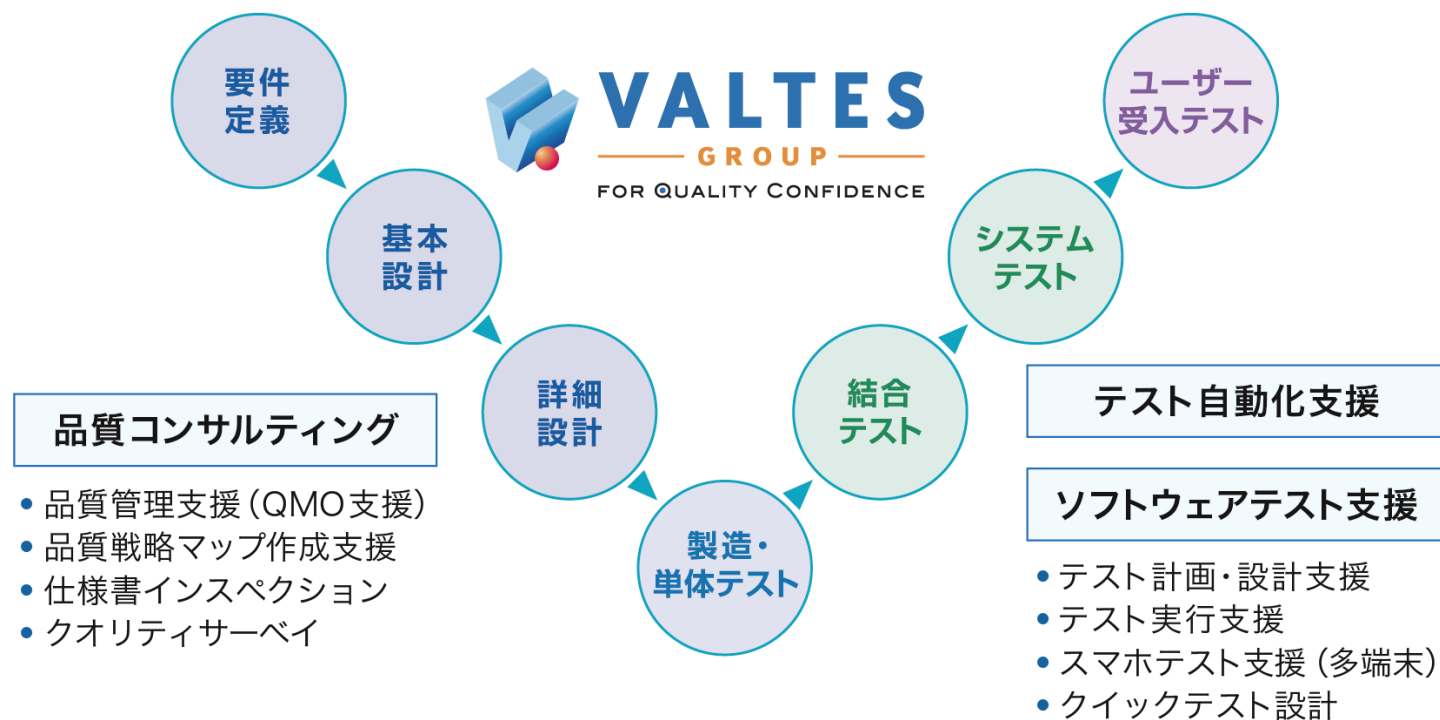 要件
定義
VALTES
GROUP
FOR QUALITY CONFIDENCE
ユーザー
受入テスト
基本
設計
システム
テスト
詳細
設計
結合
テスト
製造・
単体テスト
品質コンサルティング
• 品質管理支援（QMO支援）
• 品質戦略マップ作成支援
• 仕様書インスペクション
• クオリティサーベイ
テスト自動化支援
ソフトウェアテスト支援
• テスト計画・設計支援
• テスト実行支援
• スマホテスト支援（多端末）
• クイックテスト設計